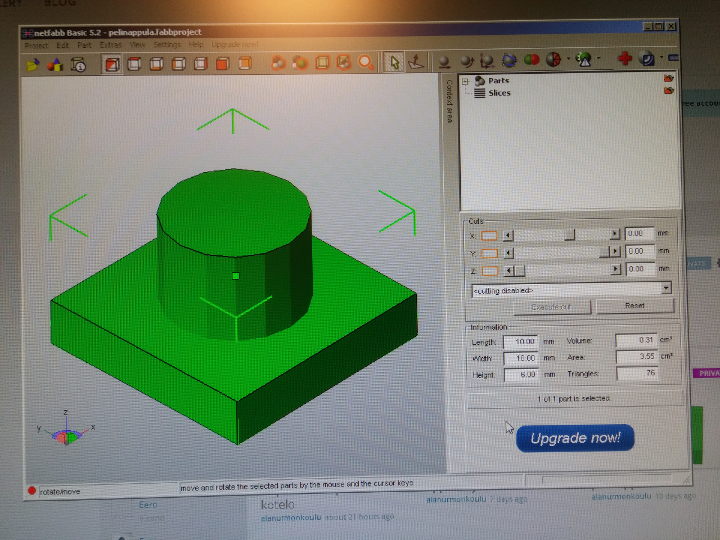 BLOG
netfabb Basic 5.2 - pelinappula.fabbproject
Project Edit Part Extras View Settings Help Upgrade now!
Context area
Parts
Slices
Cuts
X: 0.00 mm
Y: 0.00 mm
Z: 0.00 mm
<cutting disabled>
Execute cut
Reset
Information
Length: 10.00 mm Volume: 0.31 cm³
Width: 10.00 mm Area: 3.55 cm²
Height: 6.00 mm Triangles: 76
1 of 1 part is selected
Upgrade now!
z
y
x
PRIVA
rotate/move
move and rotate the selected parts by the mouse and the cursor keys
Eero
kotelo
alanurmonkoulu about 21 hours ago
alanurmonkoulu 7 days ago
alanurmonkoulu 10 days ago